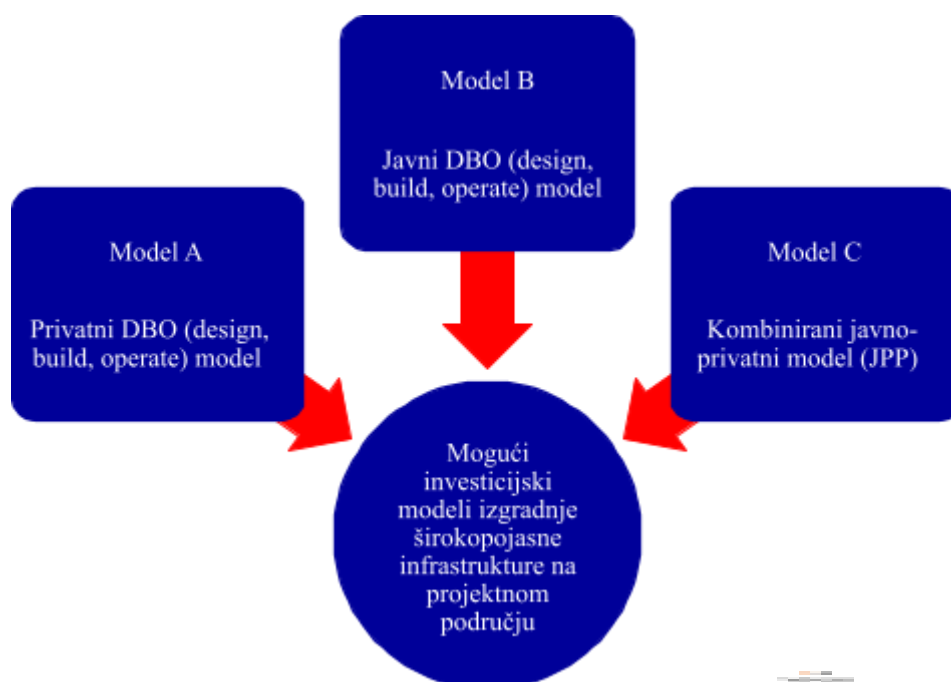 Model B
Javni DBO (design,
build, operate) model
Model A
Privatni DBO (design,
build, operate) model
Model C
Kombinirani javno-
privatni model (JPP)
Mogući
investicijski
modeli izgradnje
širokopojasne
infrastrukture na
projektnom
području